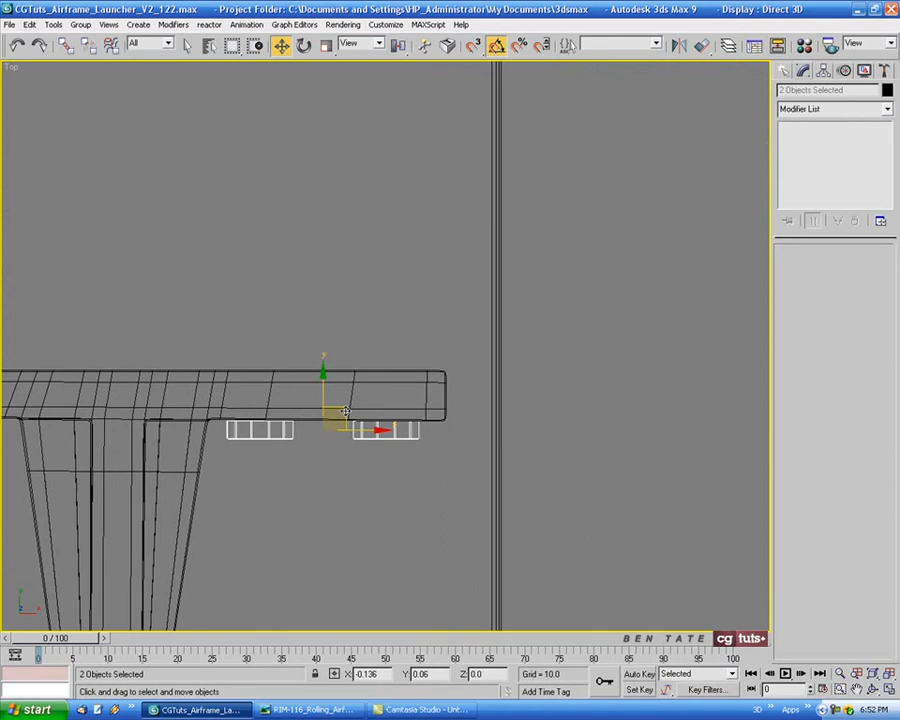 CGTuts_Airframe_Launcher_V2_122.max - Project Folder: C:\Documents and Settings\HP_Administrator\My Documents\3dsmax - Autodesk 3ds Max 9 - Display : Direct 3D
File Edit Tools Group Views Create Modifiers reactor Animation Graph Editors Rendering Customize MAXScript Help
All View View
Top
2 Objects Selected
Modifier List
y
x
0 / 100
BEN TATE cg tuts+
0 5 10 15 20 25 30 35 40 45 50 55 60 65 70 75 80 85 90 95 100
2 Objects Selected X: -0.136 Y: 0.06 Z: 0.0 Grid = 10.0 Auto Key Selected
Click and drag to select and move objects Add Time Tag Set Key Key Filters... 0
start CGTuts_Airframe_La... RIM-116_Rolling_Airf... Camtasia Studio - Unt... 3D Apps 6:52 PM